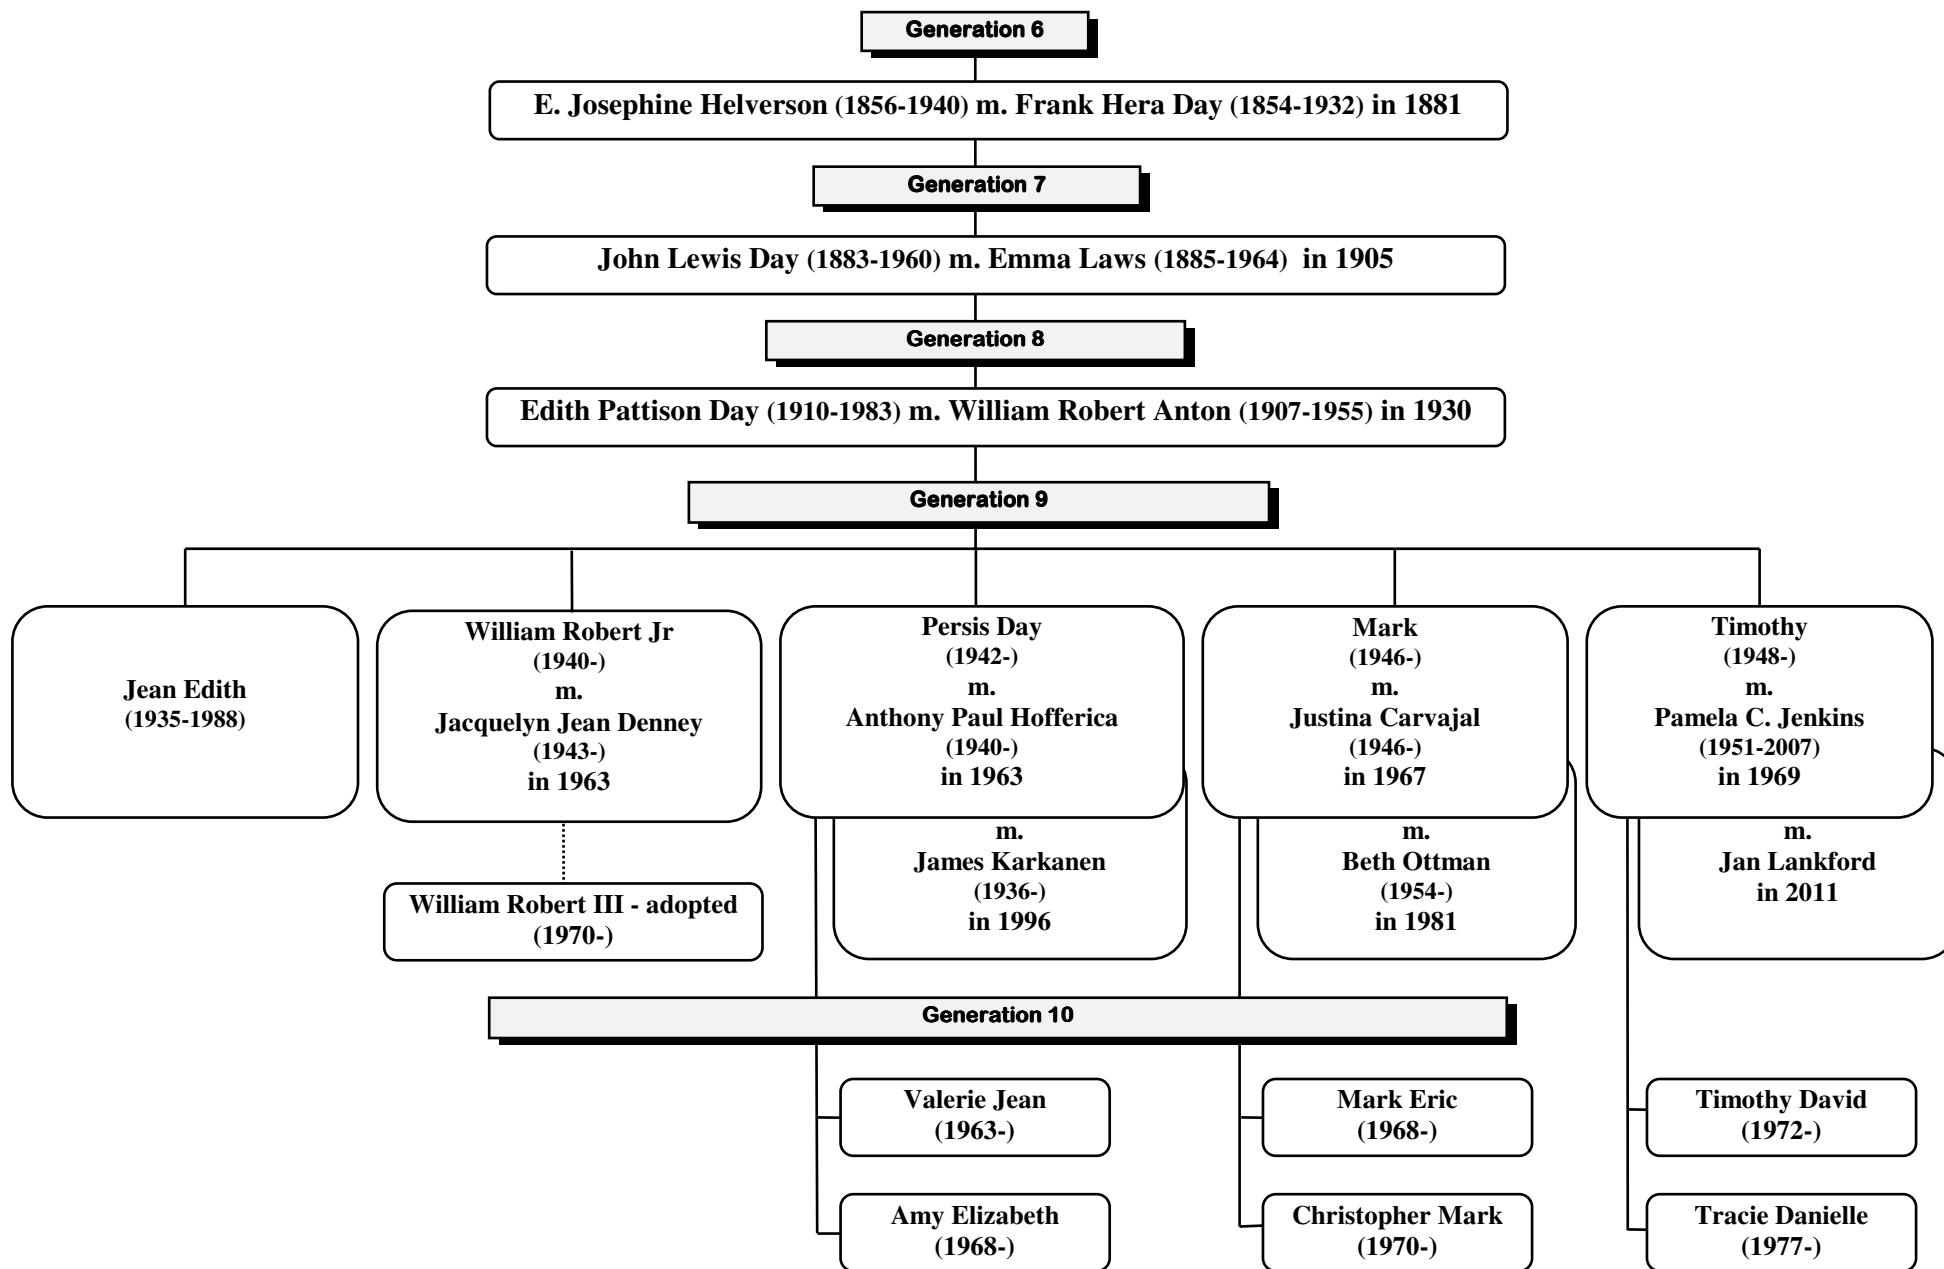 Generation 6
E. Josephine Helverson (1856-1940) m. Frank Hera Day (1854-1932) in 1881
Generation 7
John Lewis Day (1883-1960) m. Emma Laws (1885-1964) in 1905
Generation 8
Edith Pattison Day (1910-1983) m. William Robert Anton (1907-1955) in 1930
Generation 9
Jean Edith
(1935-1988)
William Robert Jr
(1940-)
m.
Jacquelyn Jean Denney
(1943-)
in 1963
William Robert III - adopted
(1970-)
Persis Day
(1942-)
m.
Anthony Paul Hofferica
(1940-)
in 1963
m.
James Karkanen
(1936-)
in 1996
Mark
(1946-)
m.
Justina Carvajal
(1946-)
in 1967
m.
Beth Ottman
(1954-)
in 1981
Timothy
(1948-)
m.
Pamela C. Jenkins
(1951-2007)
in 1969
m.
Jan Lankford
in 2011
Generation 10
Valerie Jean
(1963-)
Amy Elizabeth
(1968-)
Mark Eric
(1968-)
Christopher Mark
(1970-)
Timothy David
(1972-)
Tracie Danielle
(1977-)